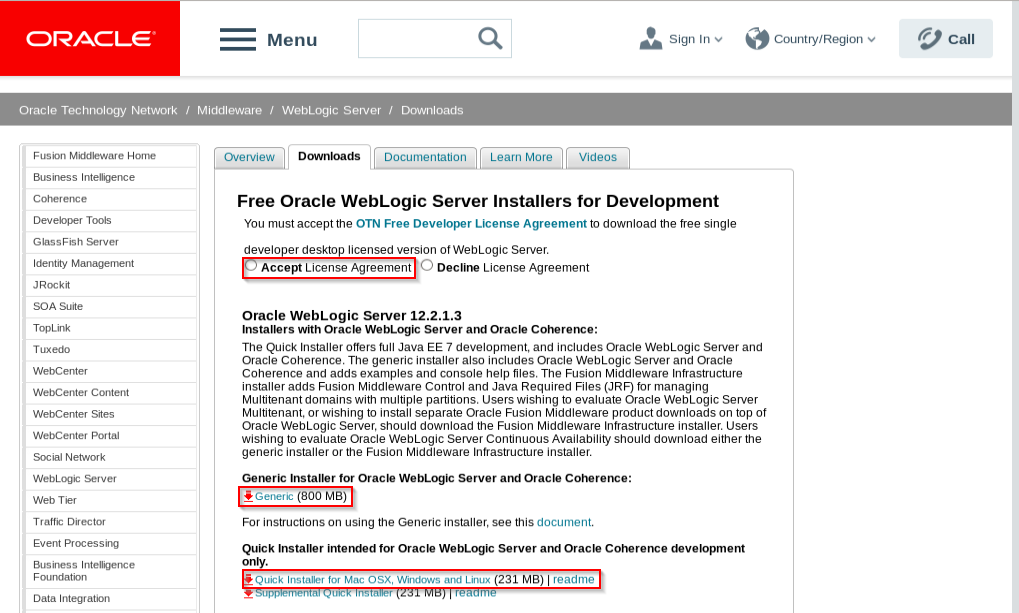 ORACLE
Menu
Sign In
Country/Region
Call
Oracle Technology Network / Middleware / WebLogic Server / Downloads
Fusion Middleware Home
Business Intelligence
Coherence
Developer Tools
GlassFish Server
Identity Management
JRockit
SOA Suite
TopLink
Tuxedo
WebCenter
WebCenter Content
WebCenter Sites
WebCenter Portal
Social Network
WebLogic Server
Web Tier
Traffic Director
Event Processing
Business Intelligence
Foundation
Data Integration
Overview Downloads Documentation Learn More Videos
Free Oracle WebLogic Server Installers for Development
You must accept the OTN Free Developer License Agreement to download the free single
developer desktop licensed version of WebLogic Server.
Accept License Agreement Decline License Agreement
Oracle WebLogic Server 12.2.1.3
Installers with Oracle WebLogic Server and Oracle Coherence:
The Quick Installer offers full Java EE 7 development, and includes Oracle WebLogic Server and
Oracle Coherence. The generic installer also includes Oracle WebLogic Server and Oracle
Coherence and adds examples and console help files. The Fusion Middleware Infrastructure
installer adds Fusion Middleware Control and Java Required Files (JRF) for managing
Multitenant domains with multiple partitions. Users wishing to evaluate Oracle WebLogic Server
Multitenant, or wishing to install separate Oracle Fusion Middleware product downloads on top of
Oracle WebLogic Server, should download the Fusion Middleware Infrastructure installer. Users
wishing to evaluate Oracle WebLogic Server Continuous Availability should download either the
generic installer or the Fusion Middleware Infrastructure installer.
Generic Installer for Oracle WebLogic Server and Oracle Coherence:
Generic (800 MB)
For instructions on using the Generic installer, see this document.
Quick Installer intended for Oracle WebLogic Server and Oracle Coherence development
only.
Quick Installer for Mac OSX, Windows and Linux (231 MB) | readme
Supplemental Quick Installer (231 MB) | readme